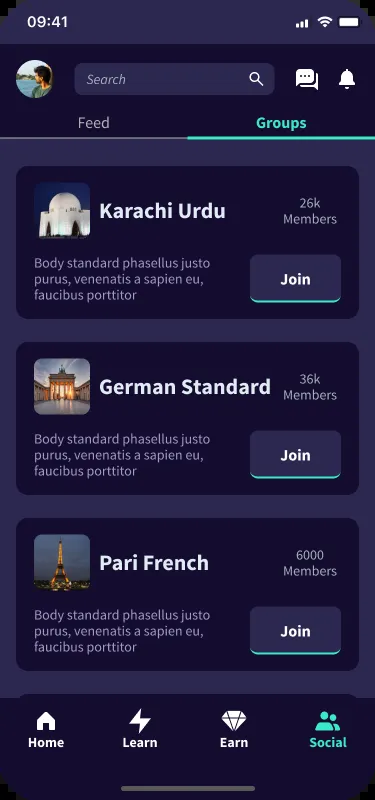 09:41
Search
Feed
Groups
Karachi Urdu
26k
Members
Body standard phasellus justo
purus, venenatis a sapien eu,
faucibus porttitor
Join
German Standard
36k
Members
Body standard phasellus justo
purus, venenatis a sapien eu,
faucibus porttitor
Join
Pari French
6000
Members
Body standard phasellus justo
purus, venenatis a sapien eu,
faucibus porttitor
Join
Home
Learn
Earn
Social